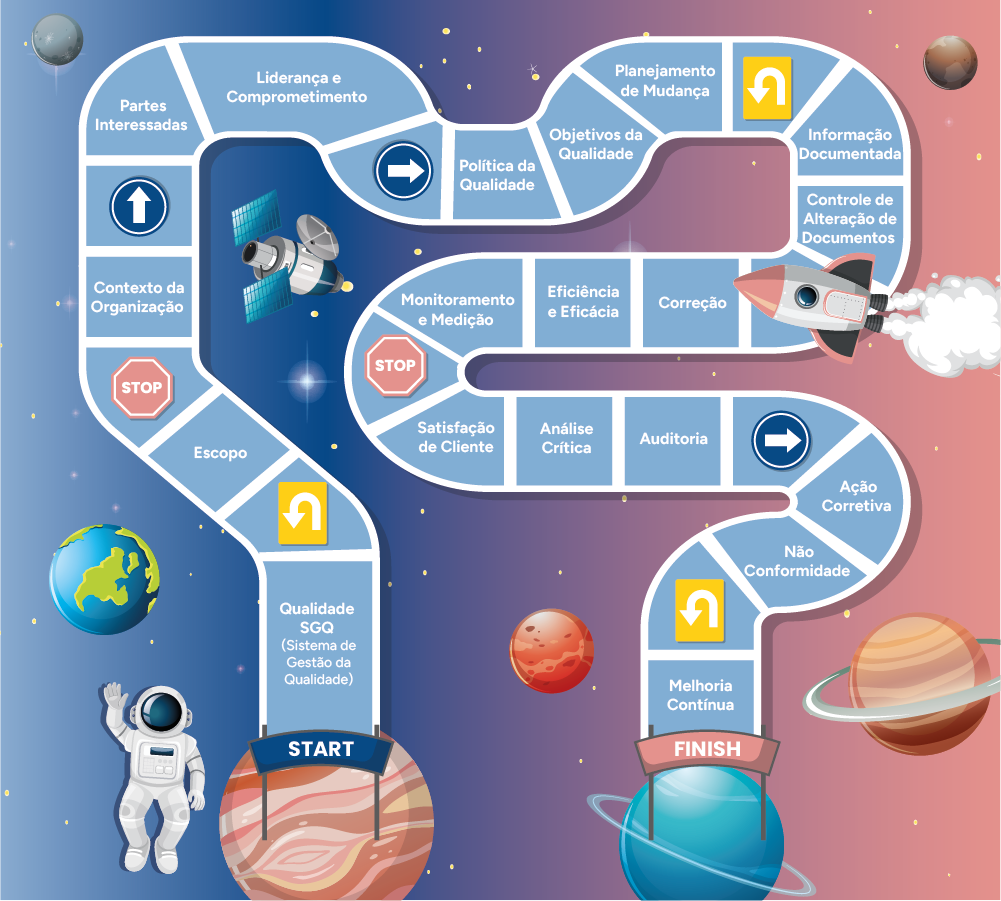 Liderança e
Comprometimento
Partes
Interessadas
Planejamento
de Mudança
Objetivos da
Qualidade
Informação
Documentada
Política da
Qualidade
Controle de
Alteração de
Documentos
Contexto da
Organização
Monitoramento
e Medição
Eficiência
e Eficácia
Correção
STOP
STOP
Satisfação
de Cliente
Análise
Crítica
Auditoria
Escopo
Ação
Corretiva
Não
Conformidade
Qualidade
SGQ
(Sistema de
Gestão da
Qualidade)
Melhoria
Contínua
START
FINISH